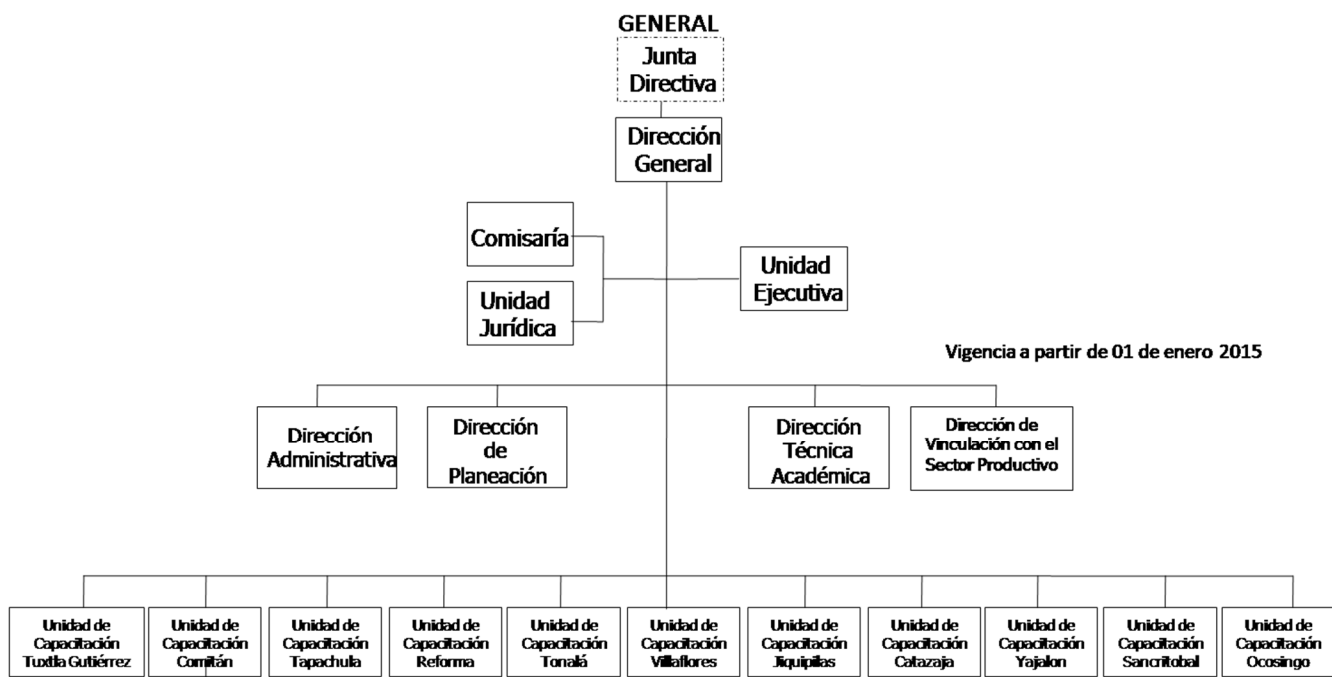 GENERAL
Junta
Directiva
Dirección
General
Comisaría
Unidad
Ejecutiva
Unidad
Jurídica
Vigencia a partir de 01 de enero 2015
Dirección
Administrativa
Dirección
de
Planeación
Dirección
Técnica
Académica
Dirección de
Vinculación con el
Sector Productivo
Unidad de
Capacitación
Tuxtla Gutiérrez
Unidad de
Capacitación
Comitán
Unidad de
Capacitación
Tapachula
Unidad de
Capacitación
Reforma
Unidad de
Capacitación
Tonalá
Unidad de
Capacitación
Villaflores
Unidad de
Capacitación
Jiquipilas
Unidad de
Capacitación
Catazaja
Unidad de
Capacitación
Yajalon
Unidad de
Capacitación
Sancritobal
Unidad de
Capacitación
Ocosingo